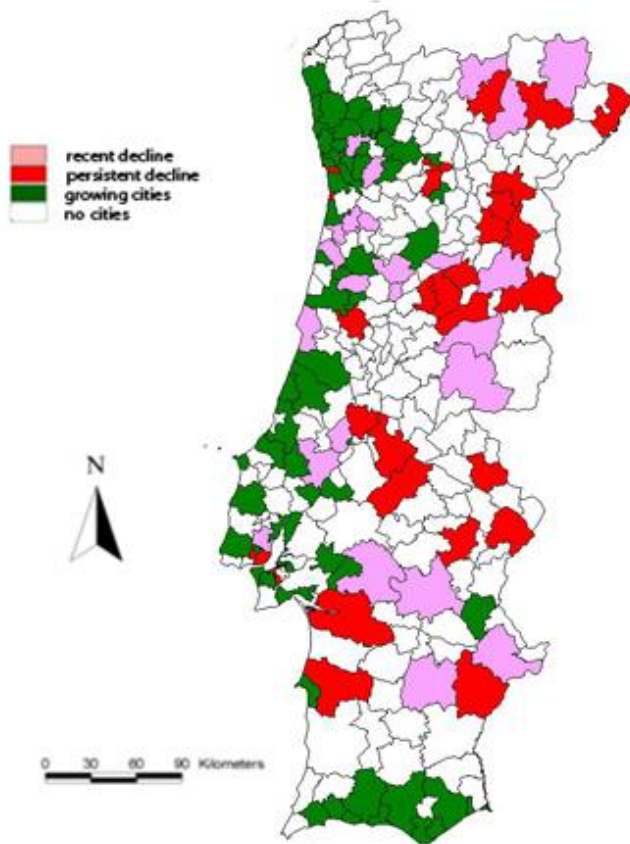 recent decline
persistent decline
growing cities
no cities
N
0 30 60 90 Kilometers